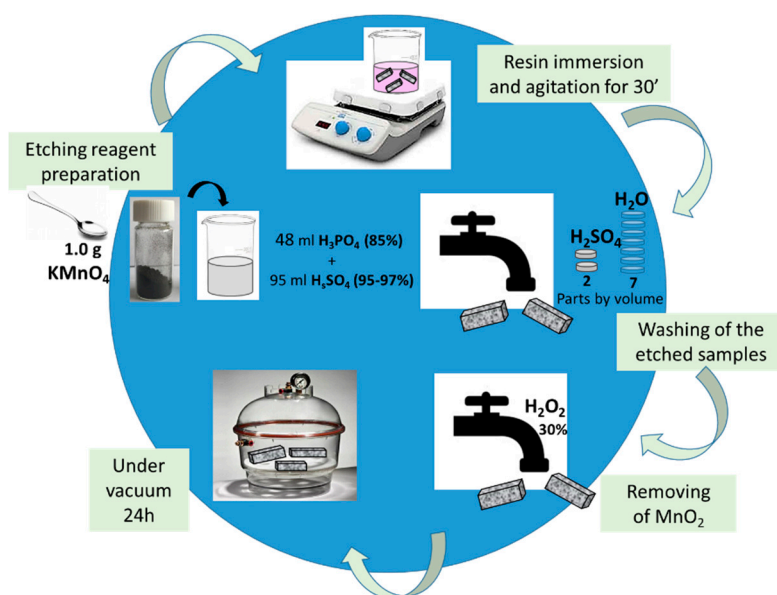 Resin immersion
and agitation for 30’
Etching reagent
preparation
1.0 g
KMnO₄
48 ml H₃PO₄ (85%)
+
95 ml HₛSO₄ (95-97%)
H₂O
H₂SO₄
2
7
Parts by volume
Washing of the
etched samples
H₂O₂
30%
Removing
of MnO₂
Under
vacuum
24h